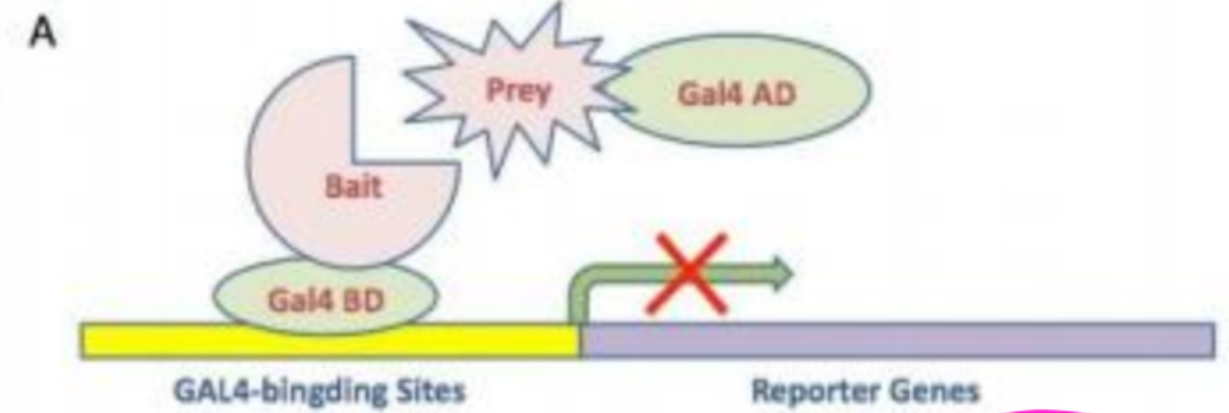 A
Prey
Gal4 AD
Bait
Gal4 BD
GAL4-bingding Sites
Reporter Genes